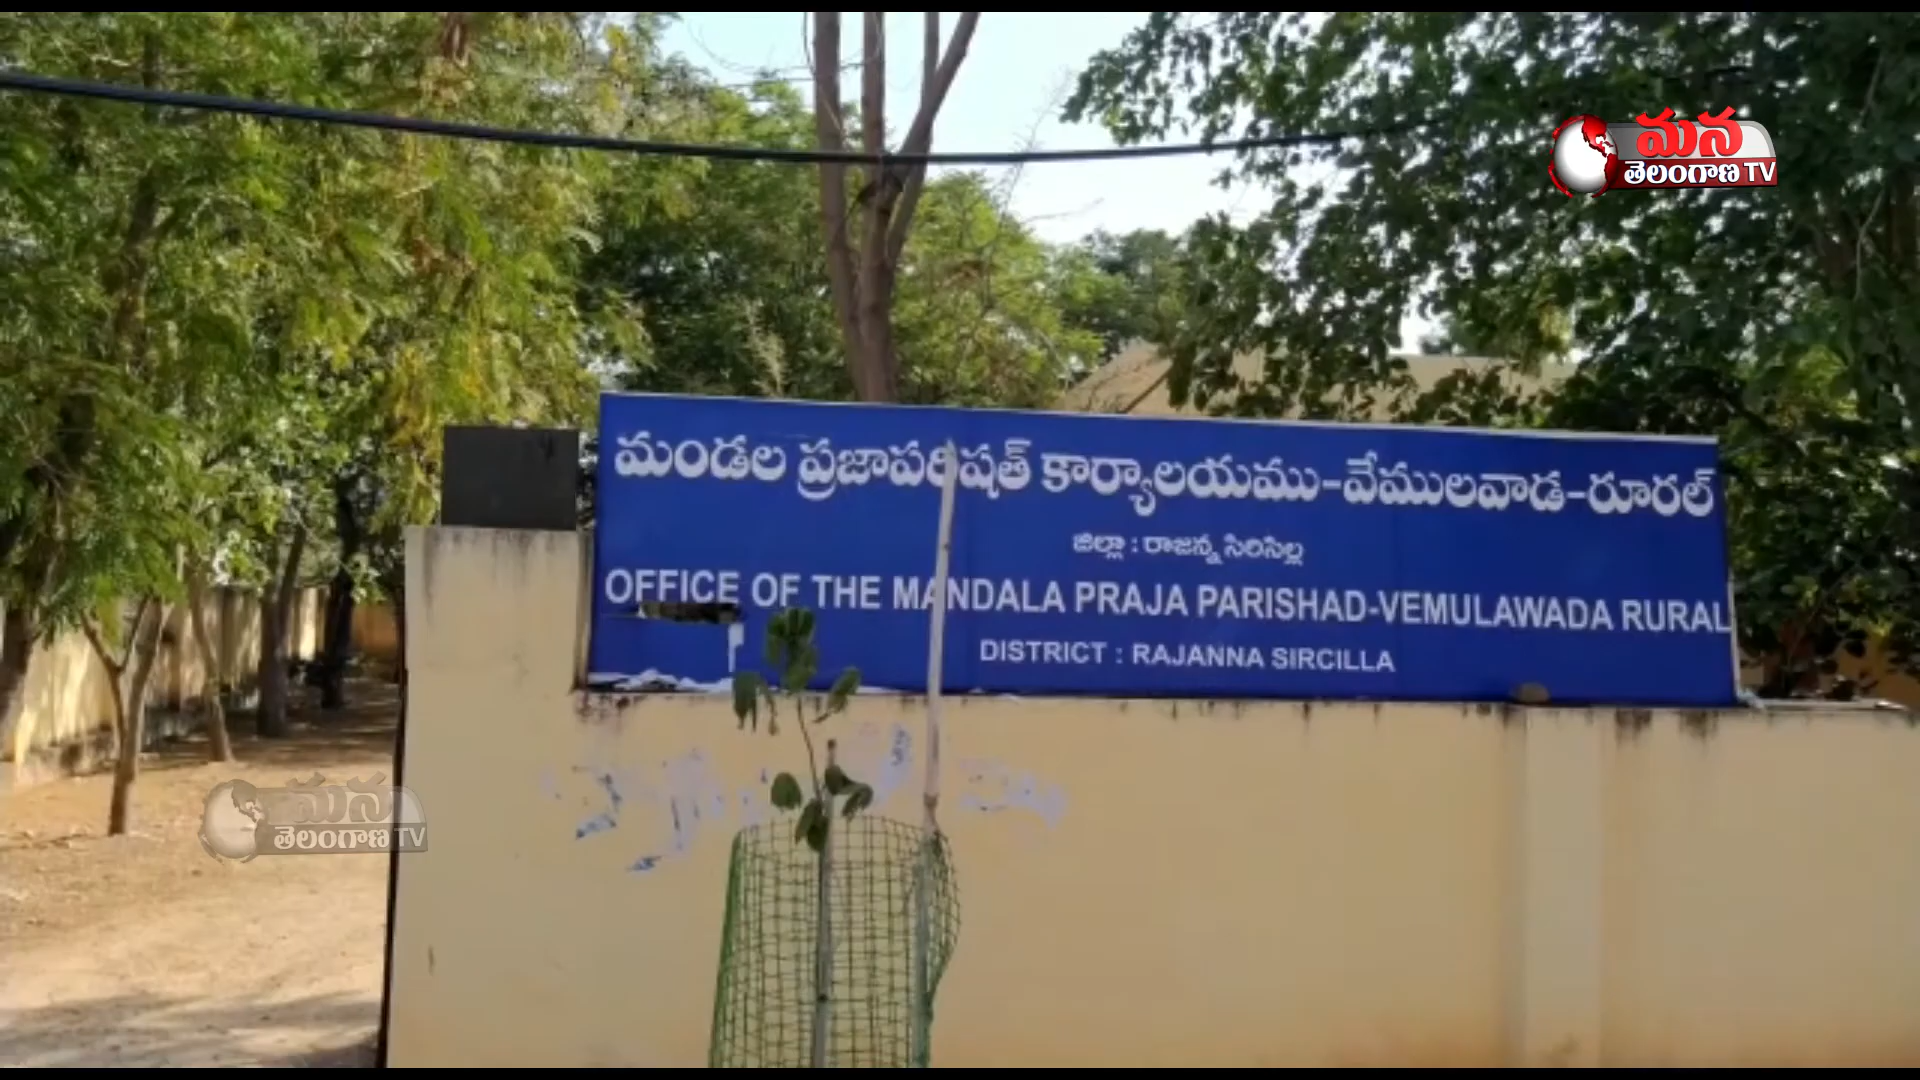 మన
తెలంగాణ TV
మండల ప్రజాపరిషత్ కార్యాలయము-వేములవాడ-రూరల్
జిల్లా : రాజన్న సిరిసిల్ల
OFFICE OF THE MANDALA PRAJA PARISHAD-VEMULAWADA RURAL
DISTRICT : RAJANNA SIRCILLA
మన
తెలంగాణ TV